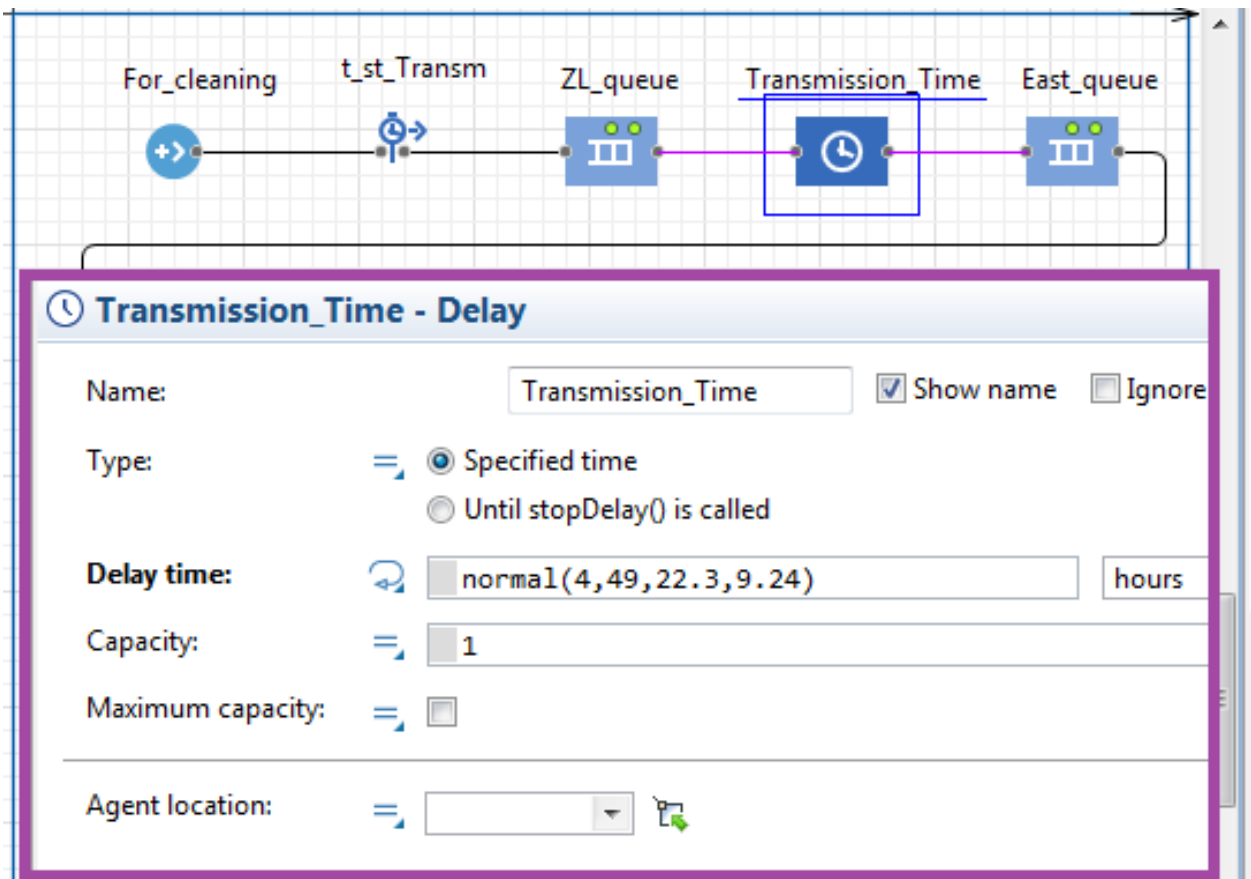 For_cleaning t_st_Transm ZL_queue Transmission_Time East_queue
Transmission_Time - Delay
Name: Transmission_Time Show name Ignore
Type: Specified time
Until stopDelay() is called
Delay time: normal(4,49,22.3,9.24) hours
Capacity: 1
Maximum capacity:
Agent location: